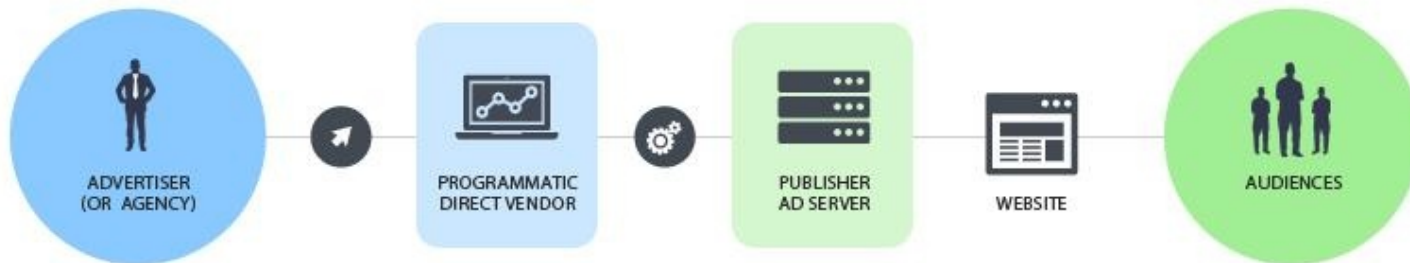 ADVERTISER
(OR AGENCY)
PROGRAMMATIC
DIRECT VENDOR
PUBLISHER
AD SERVER
WEBSITE
AUDIENCES